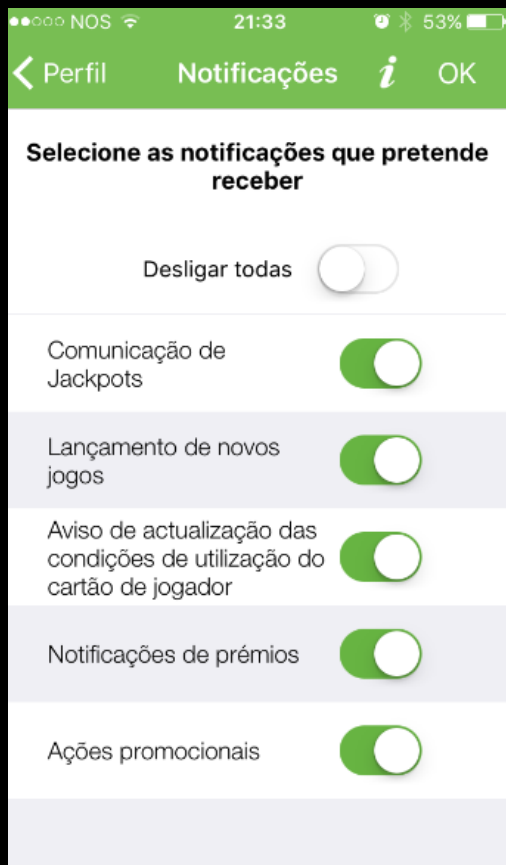 NOS 21:33 53%
Perfil Notificações i OK
Selecione as notificações que pretende
receber
Desligar todas
Comunicação de
Jackpots
Lançamento de novos
jogos
Aviso de actualização das
condições de utilização do
cartão de jogador
Notificações de prémios
Ações promocionais